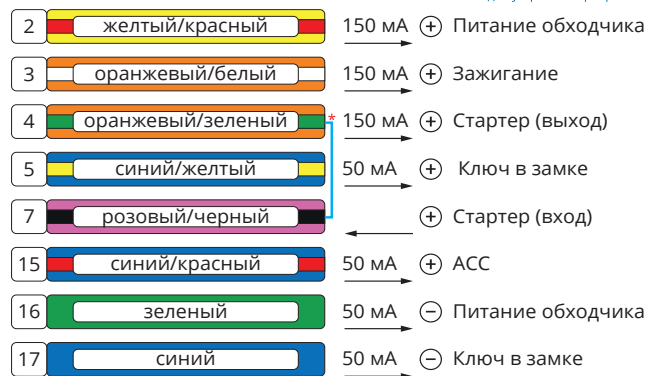 2 желтый/красный 150 мА + Питание обходчика
3 оранжевый/белый 150 мА + Зажигание
4 оранжевый/зеленый * 150 мА + Стартер (выход)
5 синий/желтый 50 мА + Ключ в замке
7 розовый/черный + Стартер (вход)
15 синий/красный 50 мА + ACC
16 зеленый 50 мА − Питание обходчика
17 синий 50 мА − Ключ в замке